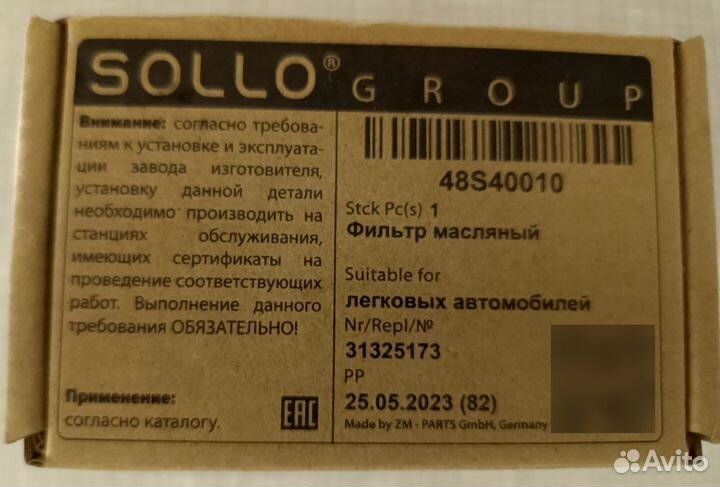 SOLLO® GROUP
Внимание: согласно требова-
ниям к установке и эксплуата-
ции завода изготовителя,
установку данной детали
необходимо производить на
станциях обслуживания,
имеющих сертификаты на
проведение соответствующих
работ. Выполнение данного
требования ОБЯЗАТЕЛЬНО!
Применение:
согласно каталогу.
EAC
48S40010
Stck Pc(s) 1
Фильтр масляный
Suitable for
легковых автомобилей
Nr/Repl/№
31325173
PP
25.05.2023 (82)
Made by ZM - PARTS GmbH, Germany
Avito